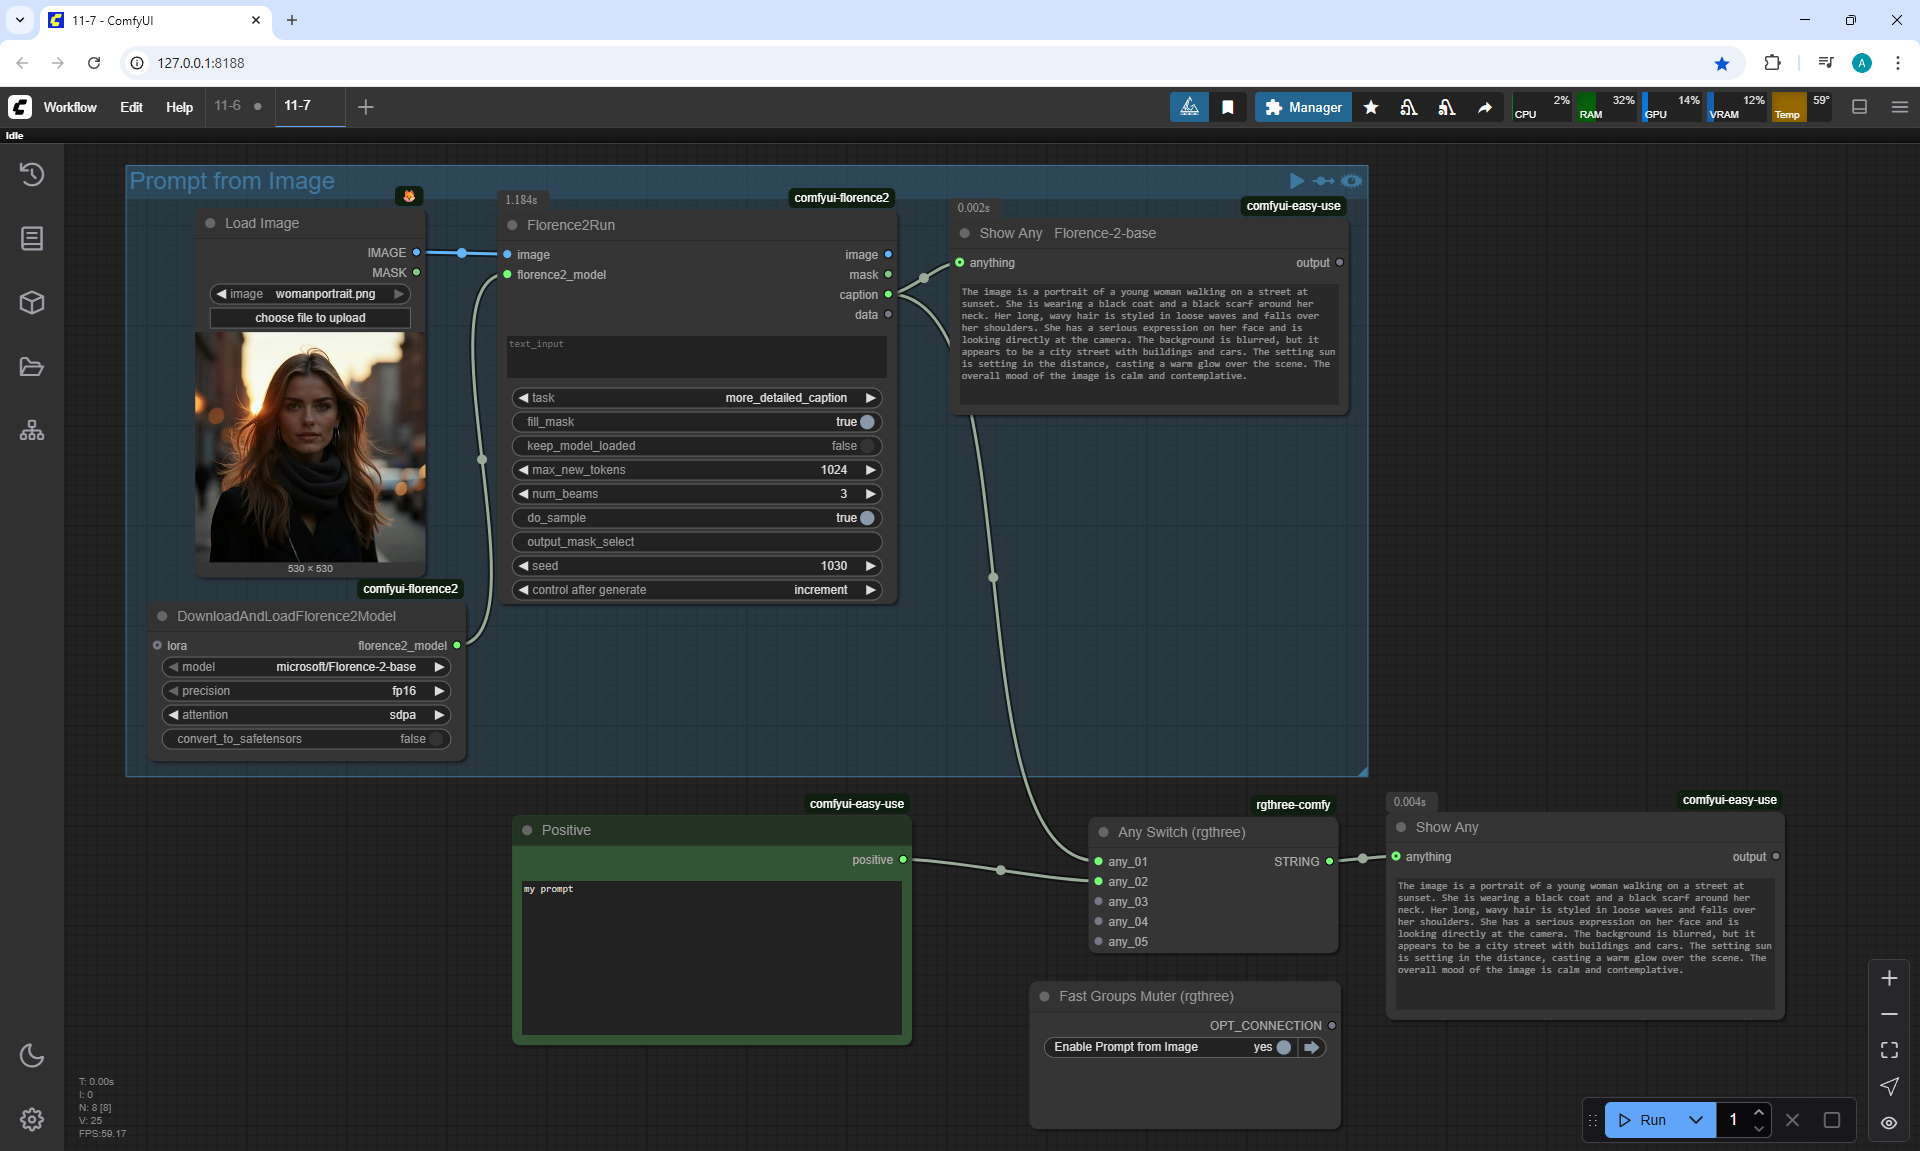 11-7 - ComfyUI
127.0.0.1:8188
A
Workflow Edit Help 11-6 11-7
Manager
2% CPU
32% RAM
14% GPU
12% VRAM
59° Temp
Idle
Prompt from Image
Load Image
IMAGE
MASK
image womanportrait.png
choose file to upload
530 × 530
comfyui-florence2
DownloadAndLoadFlorence2Model
lora florence2_model
model microsoft/Florence-2-base
precision fp16
attention sdpa
convert_to_safetensors false
1.184s
comfyui-florence2
Florence2Run
image image
florence2_model mask
caption
data
text_input
task more_detailed_caption
fill_mask true
keep_model_loaded false
max_new_tokens 1024
num_beams 3
do_sample true
output_mask_select
seed 1030
control after generate increment
0.002s
comfyui-easy-use
Show Any Florence-2-base
anything output
The image is a portrait of a young woman walking on a street at
sunset. She is wearing a black coat and a black scarf around her
neck. Her long, wavy hair is styled in loose waves and falls over
her shoulders. She has a serious expression on her face and is
looking directly at the camera. The background is blurred, but it
appears to be a city street with buildings and cars. The setting sun
is setting in the distance, casting a warm glow over the scene. The
overall mood of the image is calm and contemplative.
comfyui-easy-use
Positive
positive
my prompt
rgthree-comfy
Any Switch (rgthree)
any_01 STRING
any_02
any_03
any_04
any_05
Fast Groups Muter (rgthree)
OPT_CONNECTION
Enable Prompt from Image yes
0.004s
comfyui-easy-use
Show Any
anything output
The image is a portrait of a young woman walking on a street at
sunset. She is wearing a black coat and a black scarf around her
neck. Her long, wavy hair is styled in loose waves and falls over
her shoulders. She has a serious expression on her face and is
looking directly at the camera. The background is blurred, but it
appears to be a city street with buildings and cars. The setting sun
is setting in the distance, casting a warm glow over the scene. The
overall mood of the image is calm and contemplative.
T: 0.00s
I: 0
N: 8 [8]
V: 25
FPS:59.17
Run 1